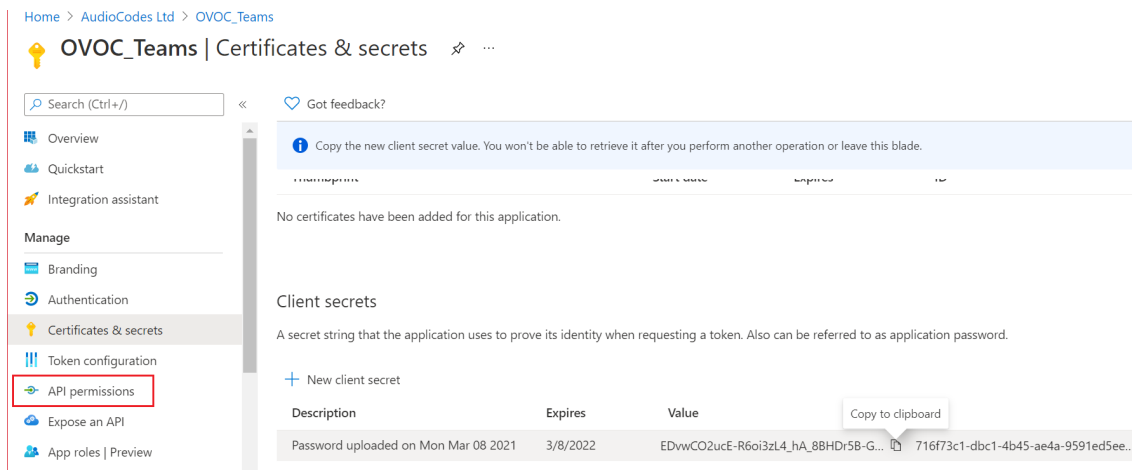 Home > AudioCodes Ltd > OVOC_Teams
OVOC_Teams | Certificates & secrets
Search (Ctrl+/)
Got feedback?
Overview
Copy the new client secret value. You won't be able to retrieve it after you perform another operation or leave this blade.
Quickstart
Thumbprint Start date Expires ID
Integration assistant
No certificates have been added for this application.
Manage
Branding
Authentication
Client secrets
Certificates & secrets
A secret string that the application uses to prove its identity when requesting a token. Also can be referred to as application password.
Token configuration
New client secret
API permissions
Description Expires Value Copy to clipboard
Expose an API
Password uploaded on Mon Mar 08 2021 3/8/2022 EDvwCO2ucE-R6oi3zL4_hA_8BHDr5B-G... 716f73c1-dbc1-4b45-ae4a-9591ed5ee...
App roles | Preview